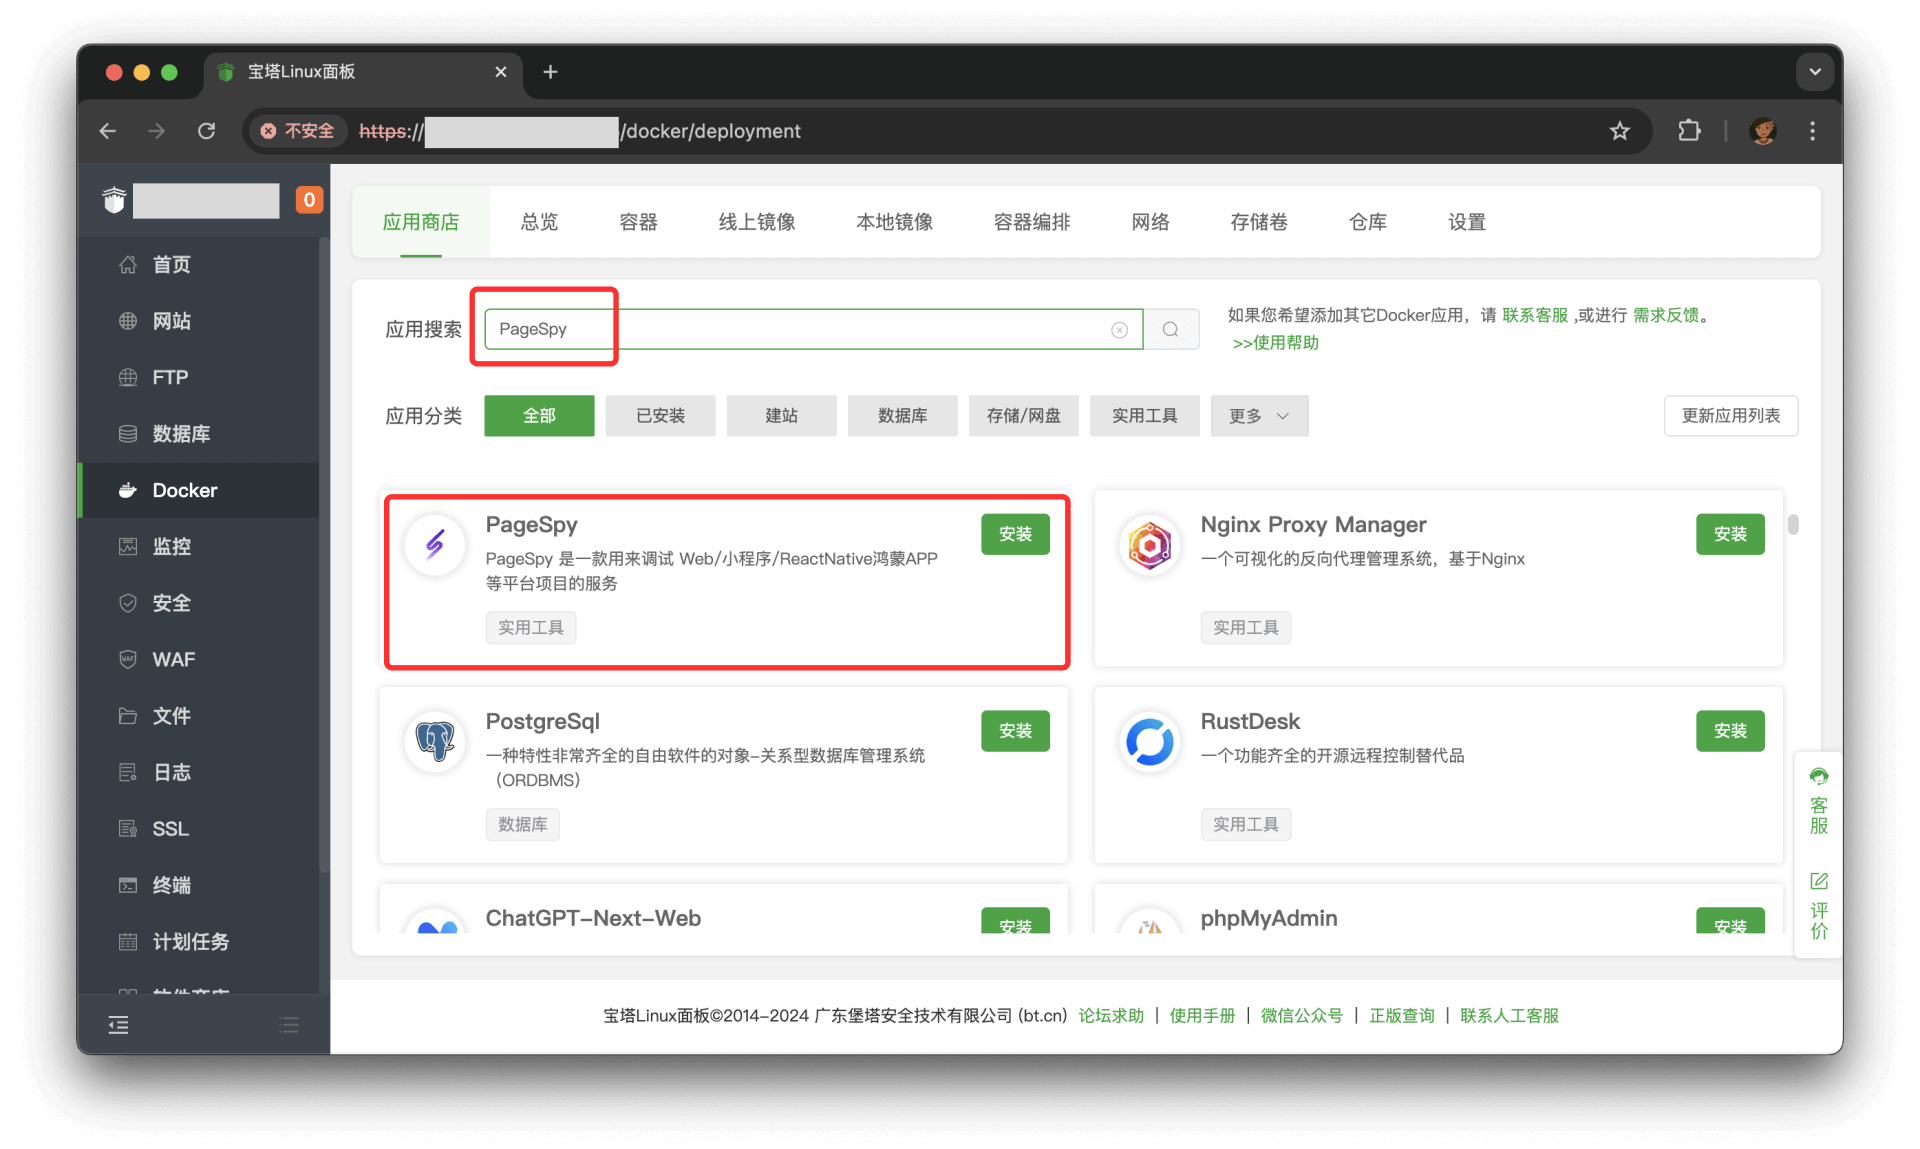 宝塔Linux面板
不安全 https:// /docker/deployment
0
首页
网站
FTP
数据库
Docker
监控
安全
WAF
文件
日志
SSL
终端
计划任务
应用商店 总览 容器 线上镜像 本地镜像 容器编排 网络 存储卷 仓库 设置
应用搜索 PageSpy
如果您希望添加其它Docker应用，请 联系客服 ,或进行 需求反馈。
>>使用帮助
应用分类 全部 已安装 建站 数据库 存储/网盘 实用工具 更多 更新应用列表
PageSpy 安装
PageSpy 是一款用来调试 Web/小程序/ReactNative鸿蒙APP
等平台项目的服务
实用工具
Nginx Proxy Manager 安装
一个可视化的反向代理管理系统，基于Nginx
实用工具
PostgreSql 安装
一种特性非常齐全的自由软件的对象-关系型数据库管理系统
（ORDBMS）
数据库
RustDesk 安装
一个功能齐全的开源远程控制替代品
实用工具
ChatGPT-Next-Web 安装
phpMyAdmin 安装
客服
评价
宝塔Linux面板©2014-2024 广东堡塔安全技术有限公司 (bt.cn) 论坛求助 | 使用手册 | 微信公众号 | 正版查询 | 联系人工客服